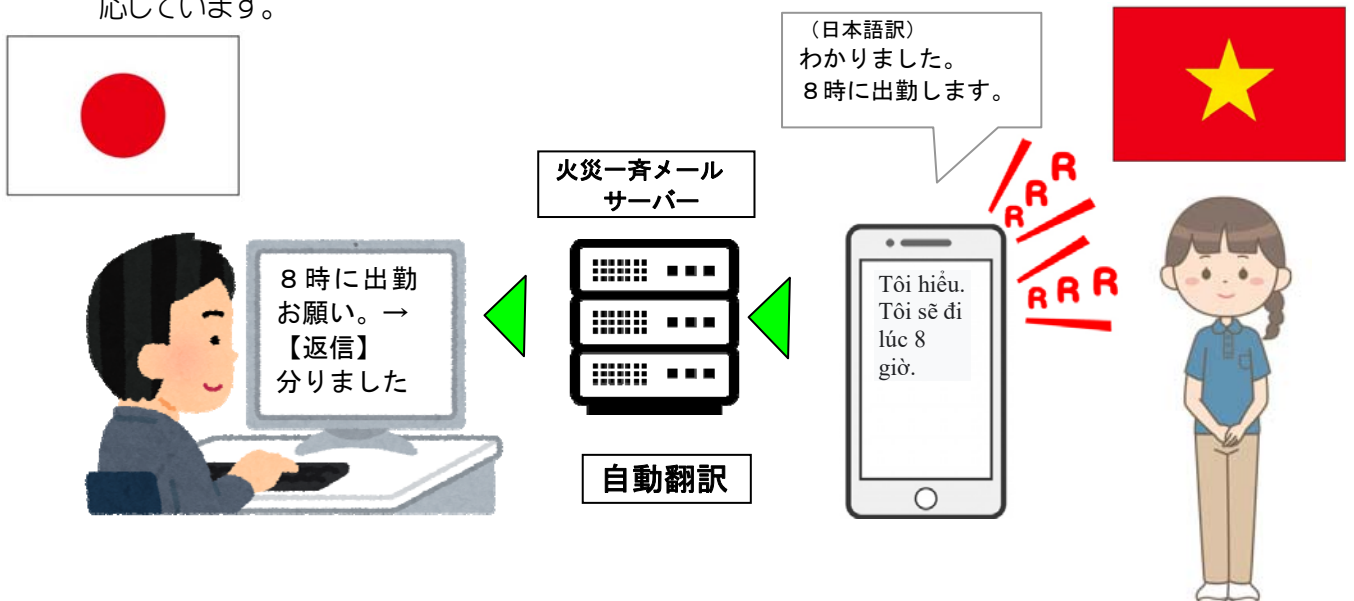 応しています。
（日本語訳）
わかりました。
８時に出勤します。
火災一斉メール
サーバー
８時に出勤
お願い。→
【返信】
分りました
Tôi hiểu.
Tôi sẽ đi
lúc 8
giờ.
R
R
R
R R R
自動翻訳